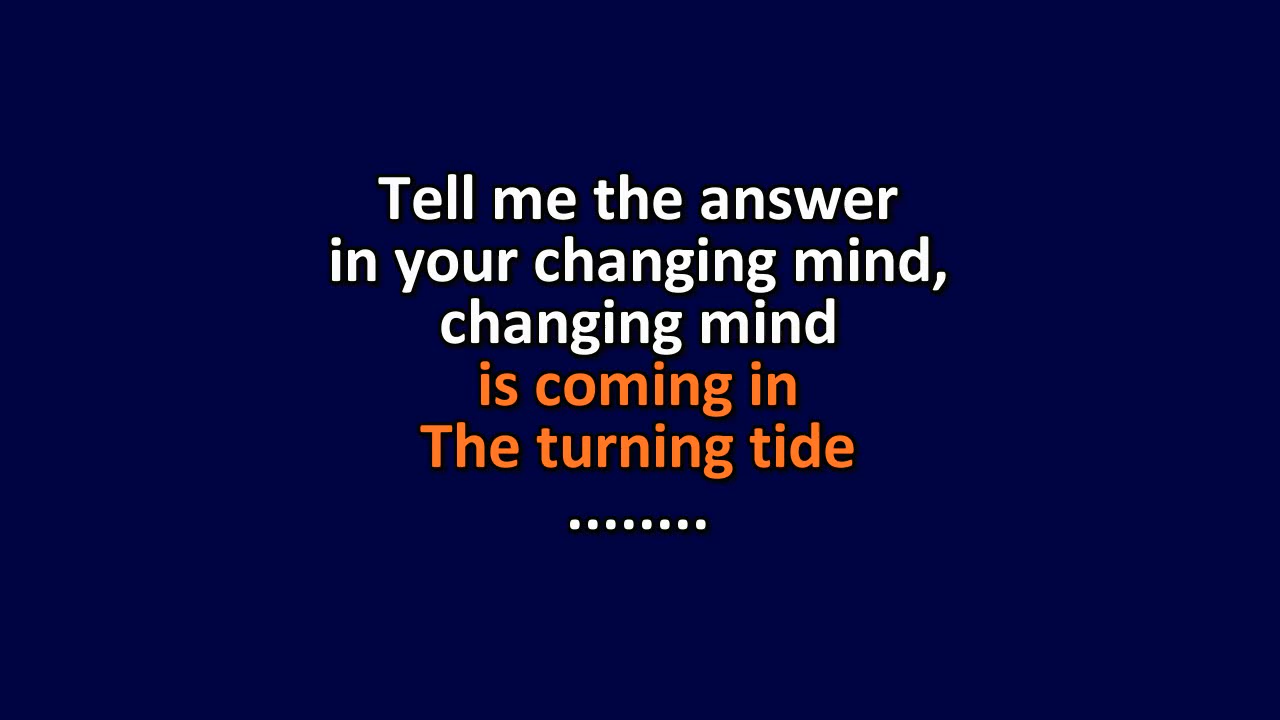 Tell me the answer
in your changing mind,
changing mind
is coming in
The turning tide
........